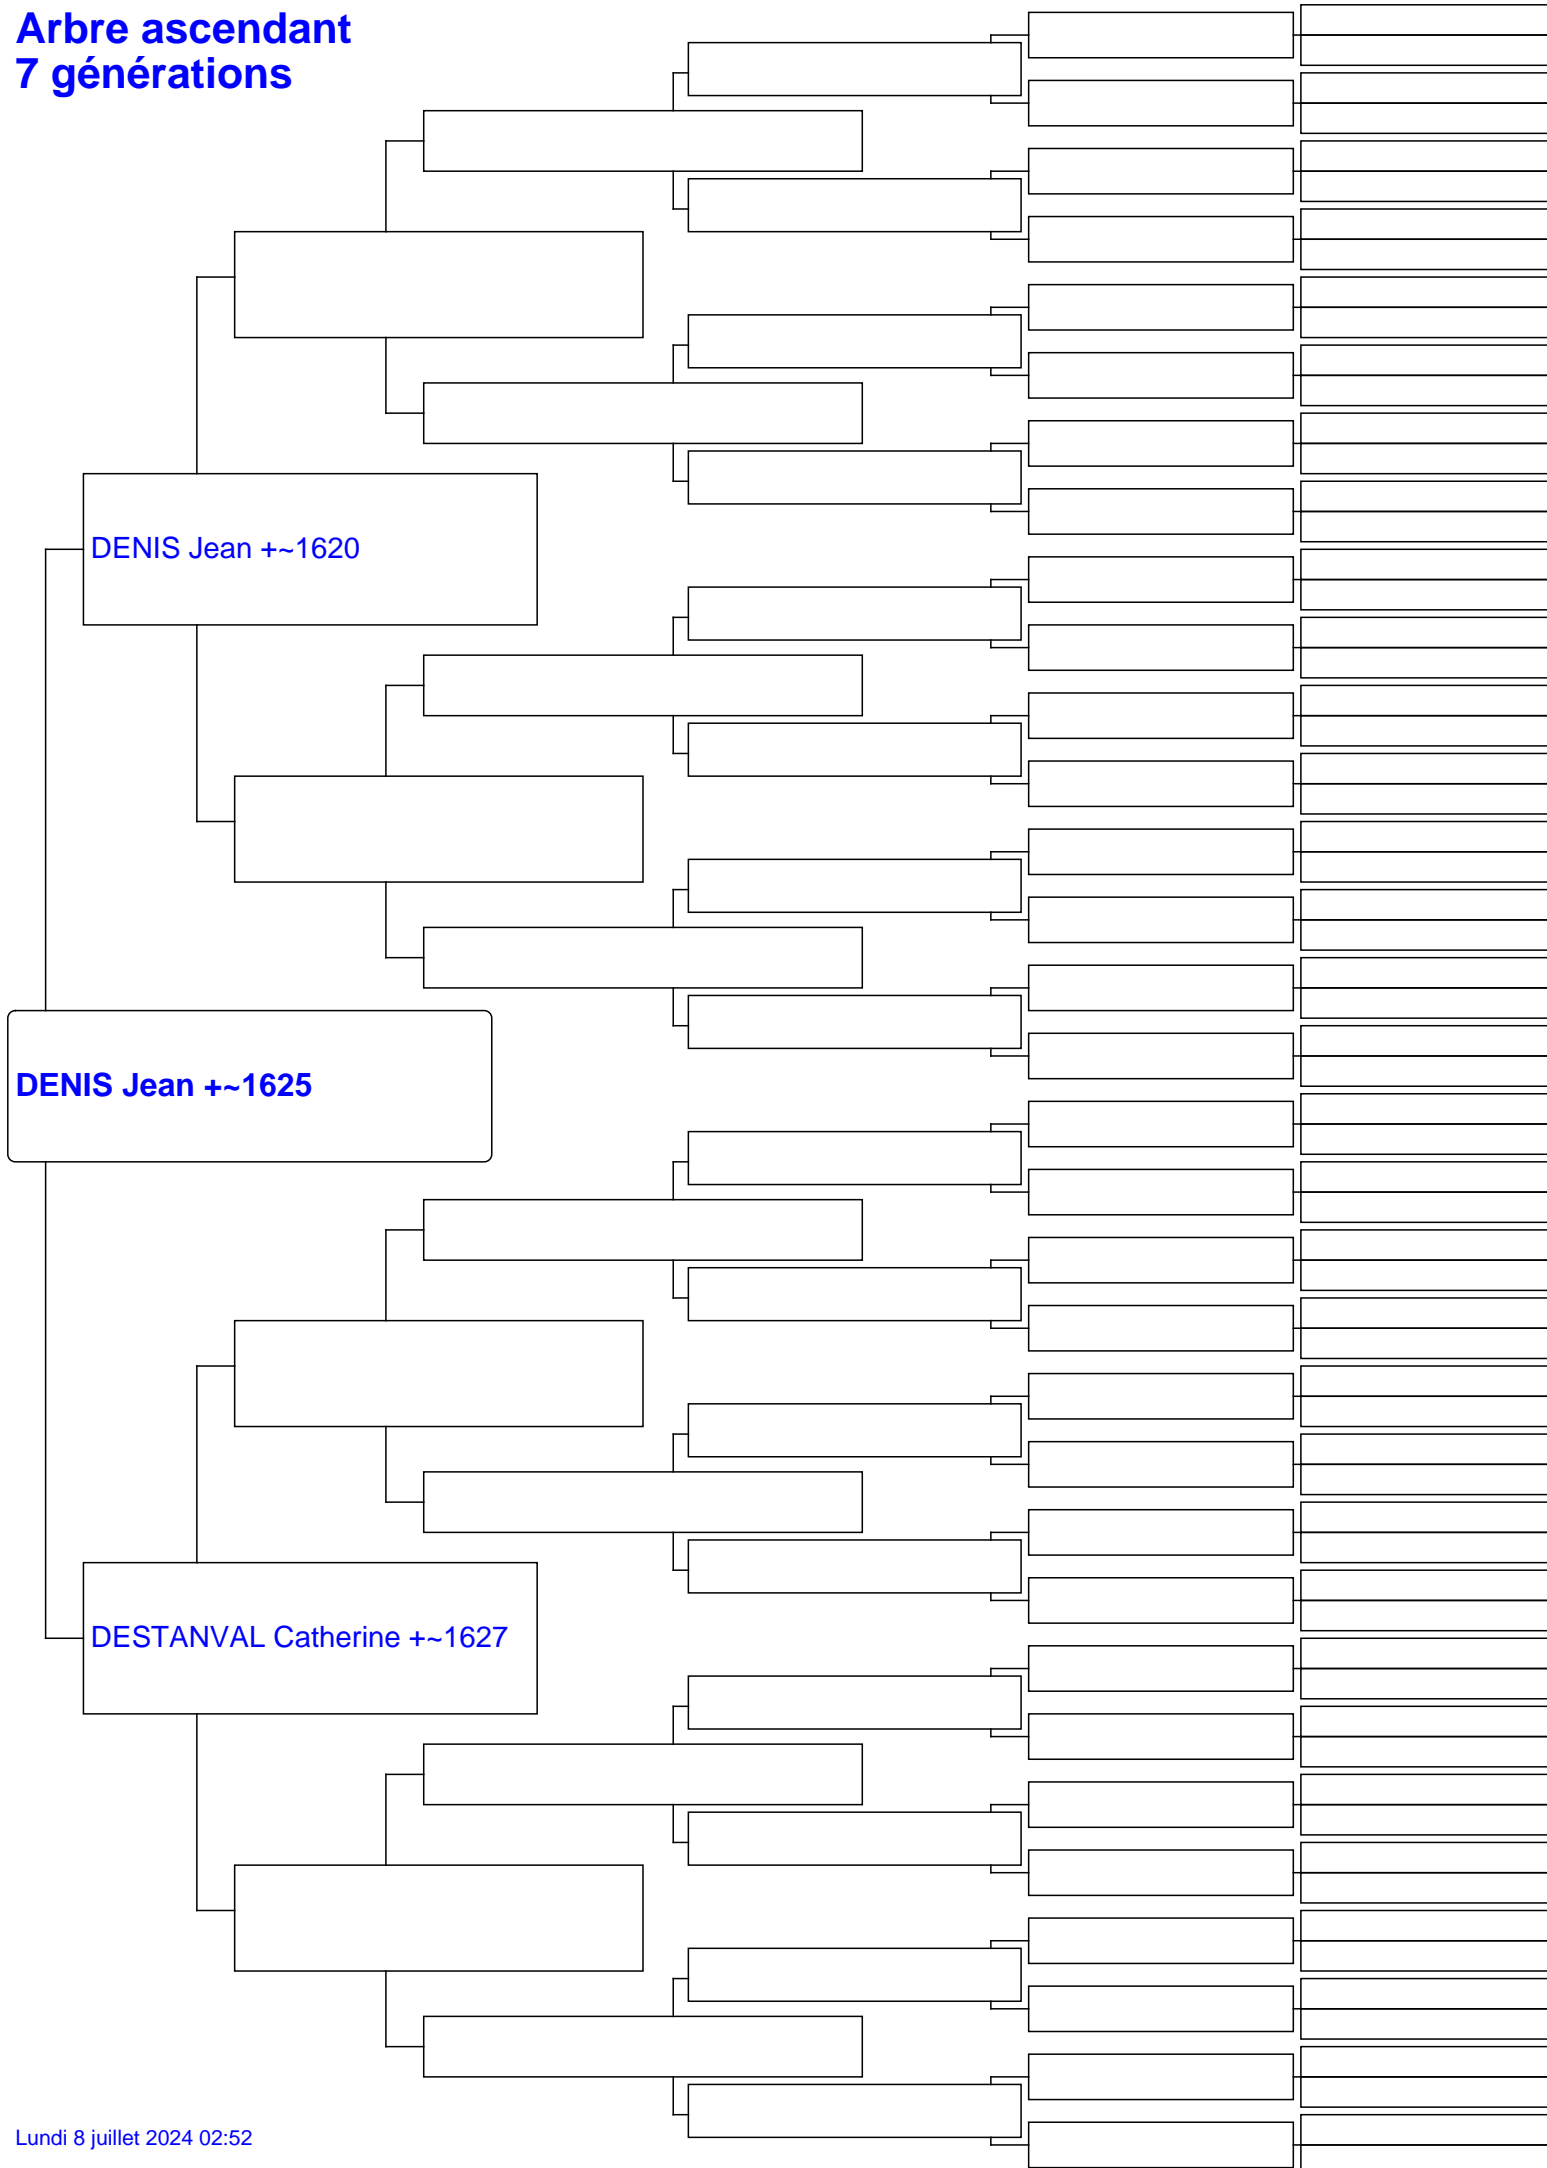 Arbre ascendant
7 générations
DENIS Jean +~1620
DENIS Jean +~1625
DESTANVAL Catherine +~1627
Lundi 8 juillet 2024 02:52